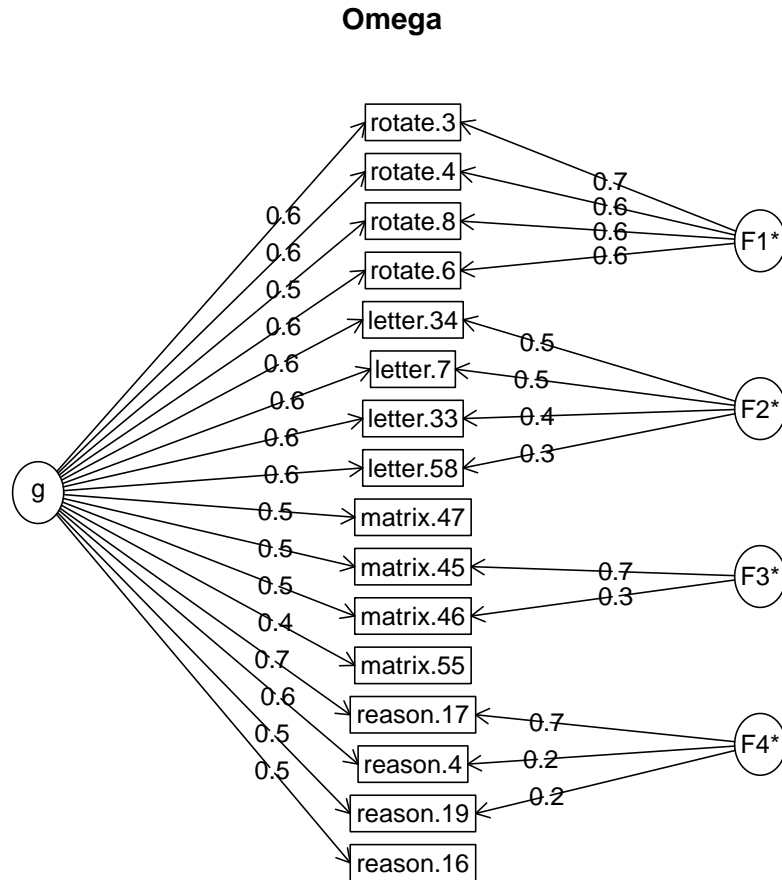 Omega
rotate.3
rotate.4
rotate.8
rotate.6
letter.34
letter.7
letter.33
letter.58
matrix.47
matrix.45
matrix.46
matrix.55
reason.17
reason.4
reason.19
reason.16
g
0.6
0.6
0.5
0.6
0.6
0.6
0.6
0.6
0.5
0.5
0.5
0.4
0.7
0.6
0.5
0.5
F1*
0.7
0.6
0.6
0.6
F2*
0.5
0.5
0.4
0.3
F3*
0.7
0.3
F4*
0.7
0.2
0.2